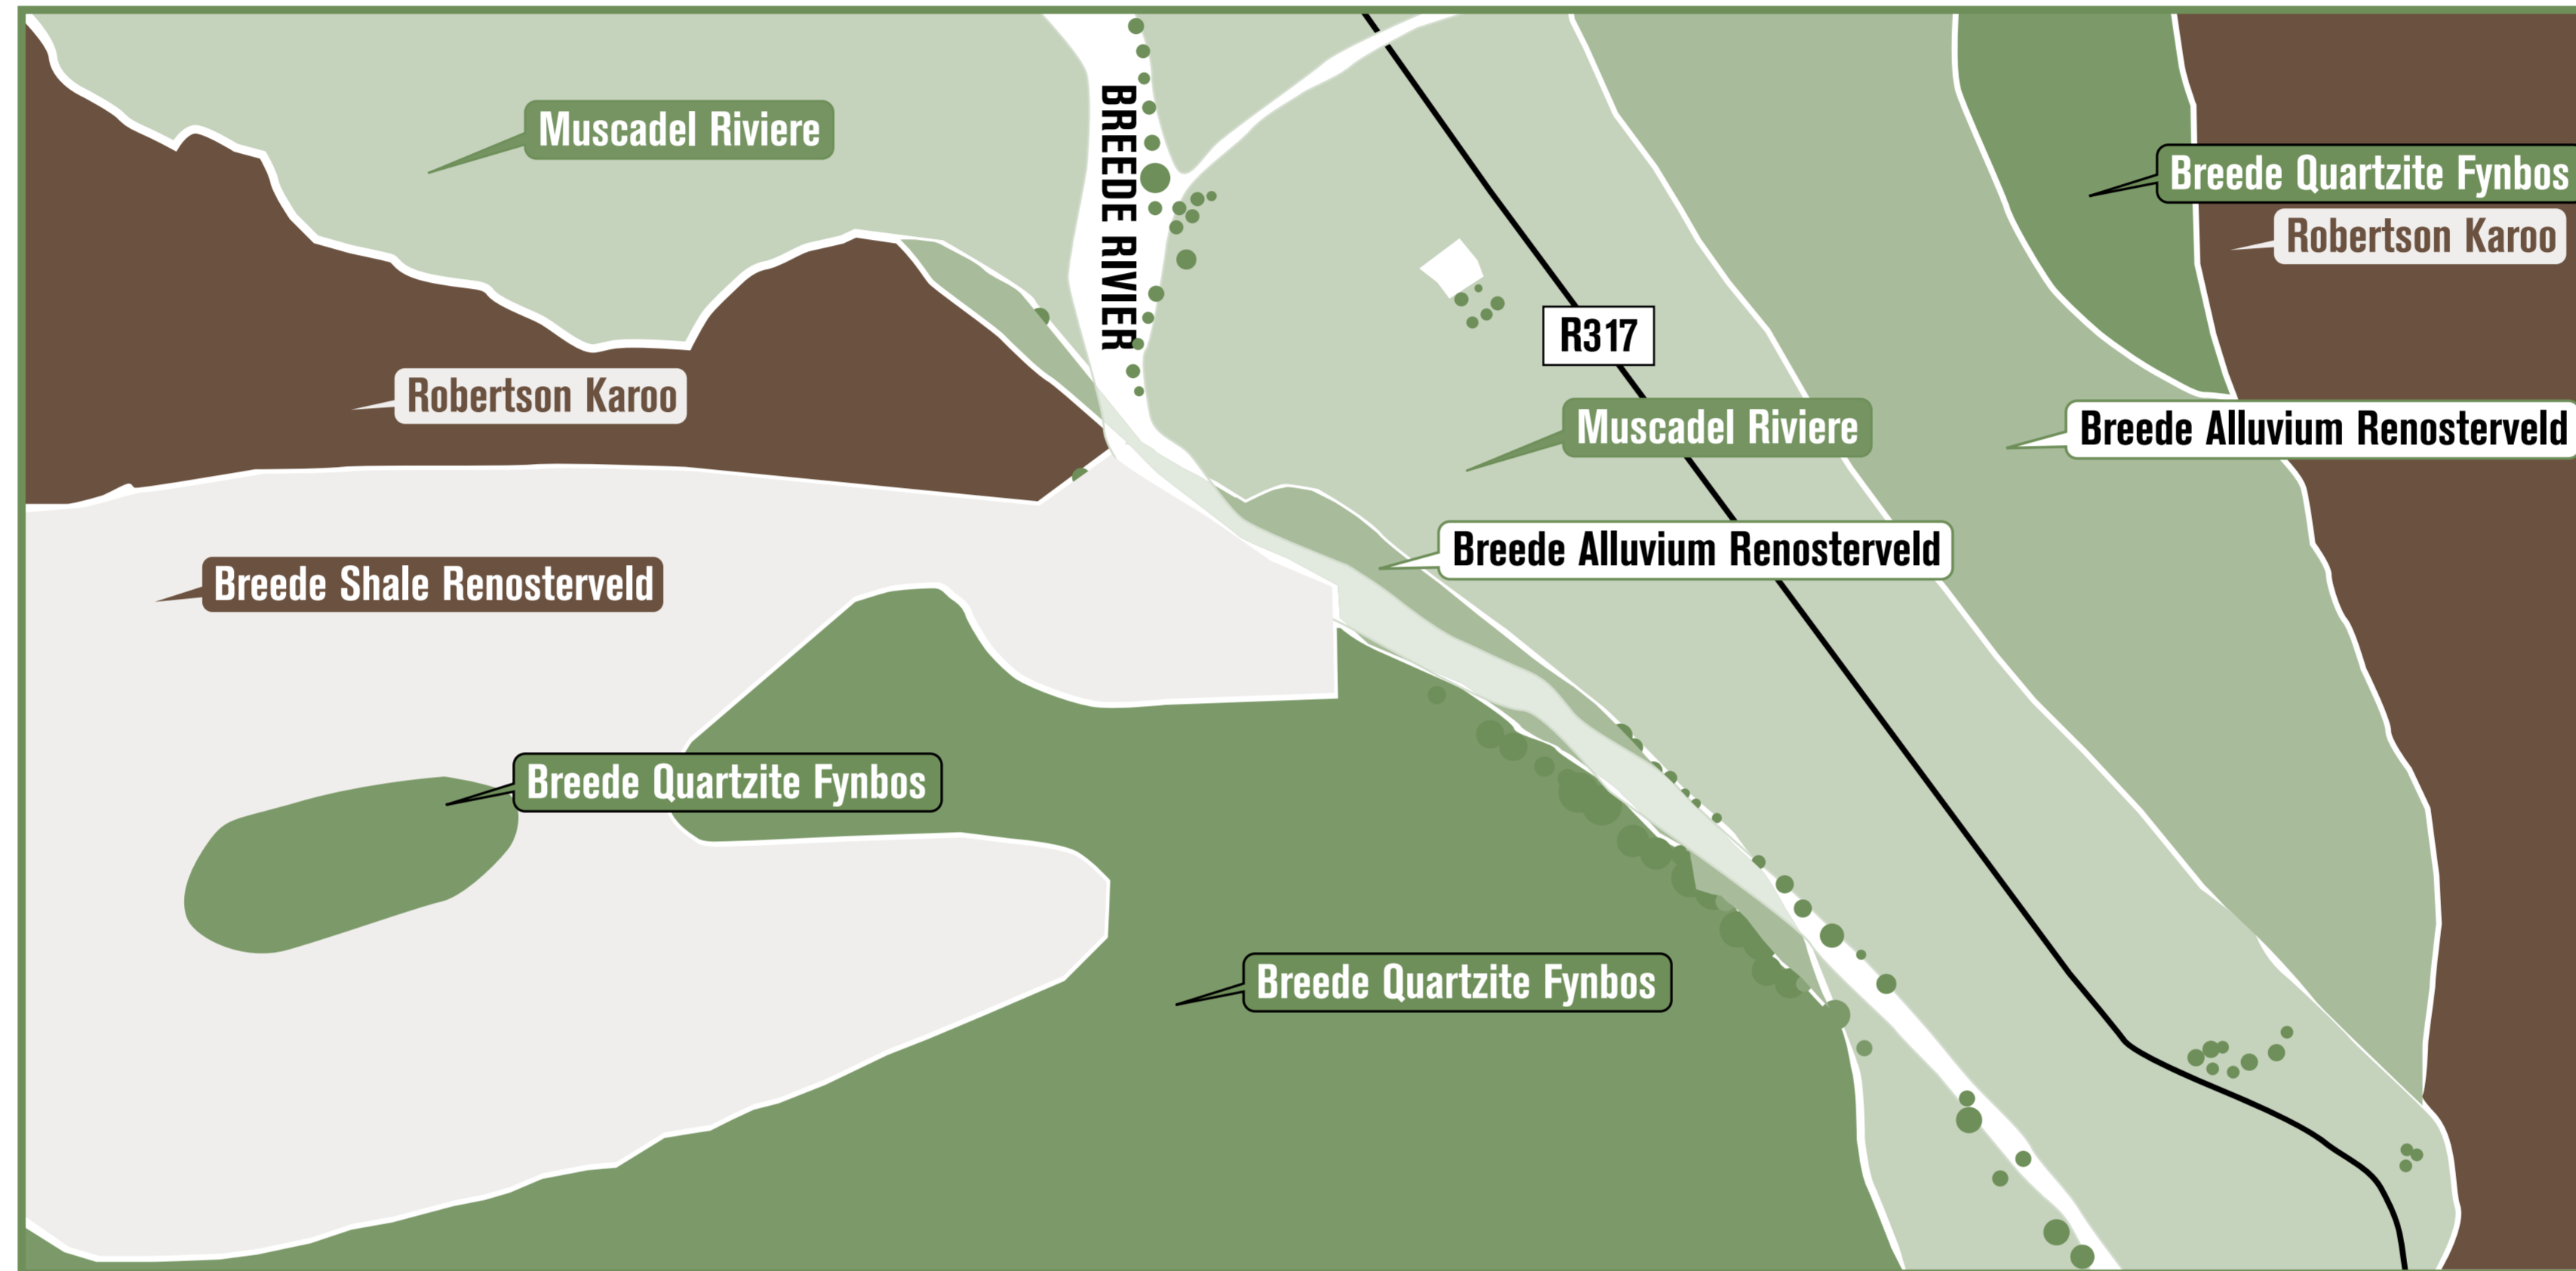 Muscadel Riviere
BREEDE RIVIER
Breede Quartzite Fynbos
Robertson Karoo
R317
Robertson Karoo
Muscadel Riviere
Breede Alluvium Renosterveld
Breede Alluvium Renosterveld
Breede Shale Renosterveld
Breede Quartzite Fynbos
Breede Quartzite Fynbos